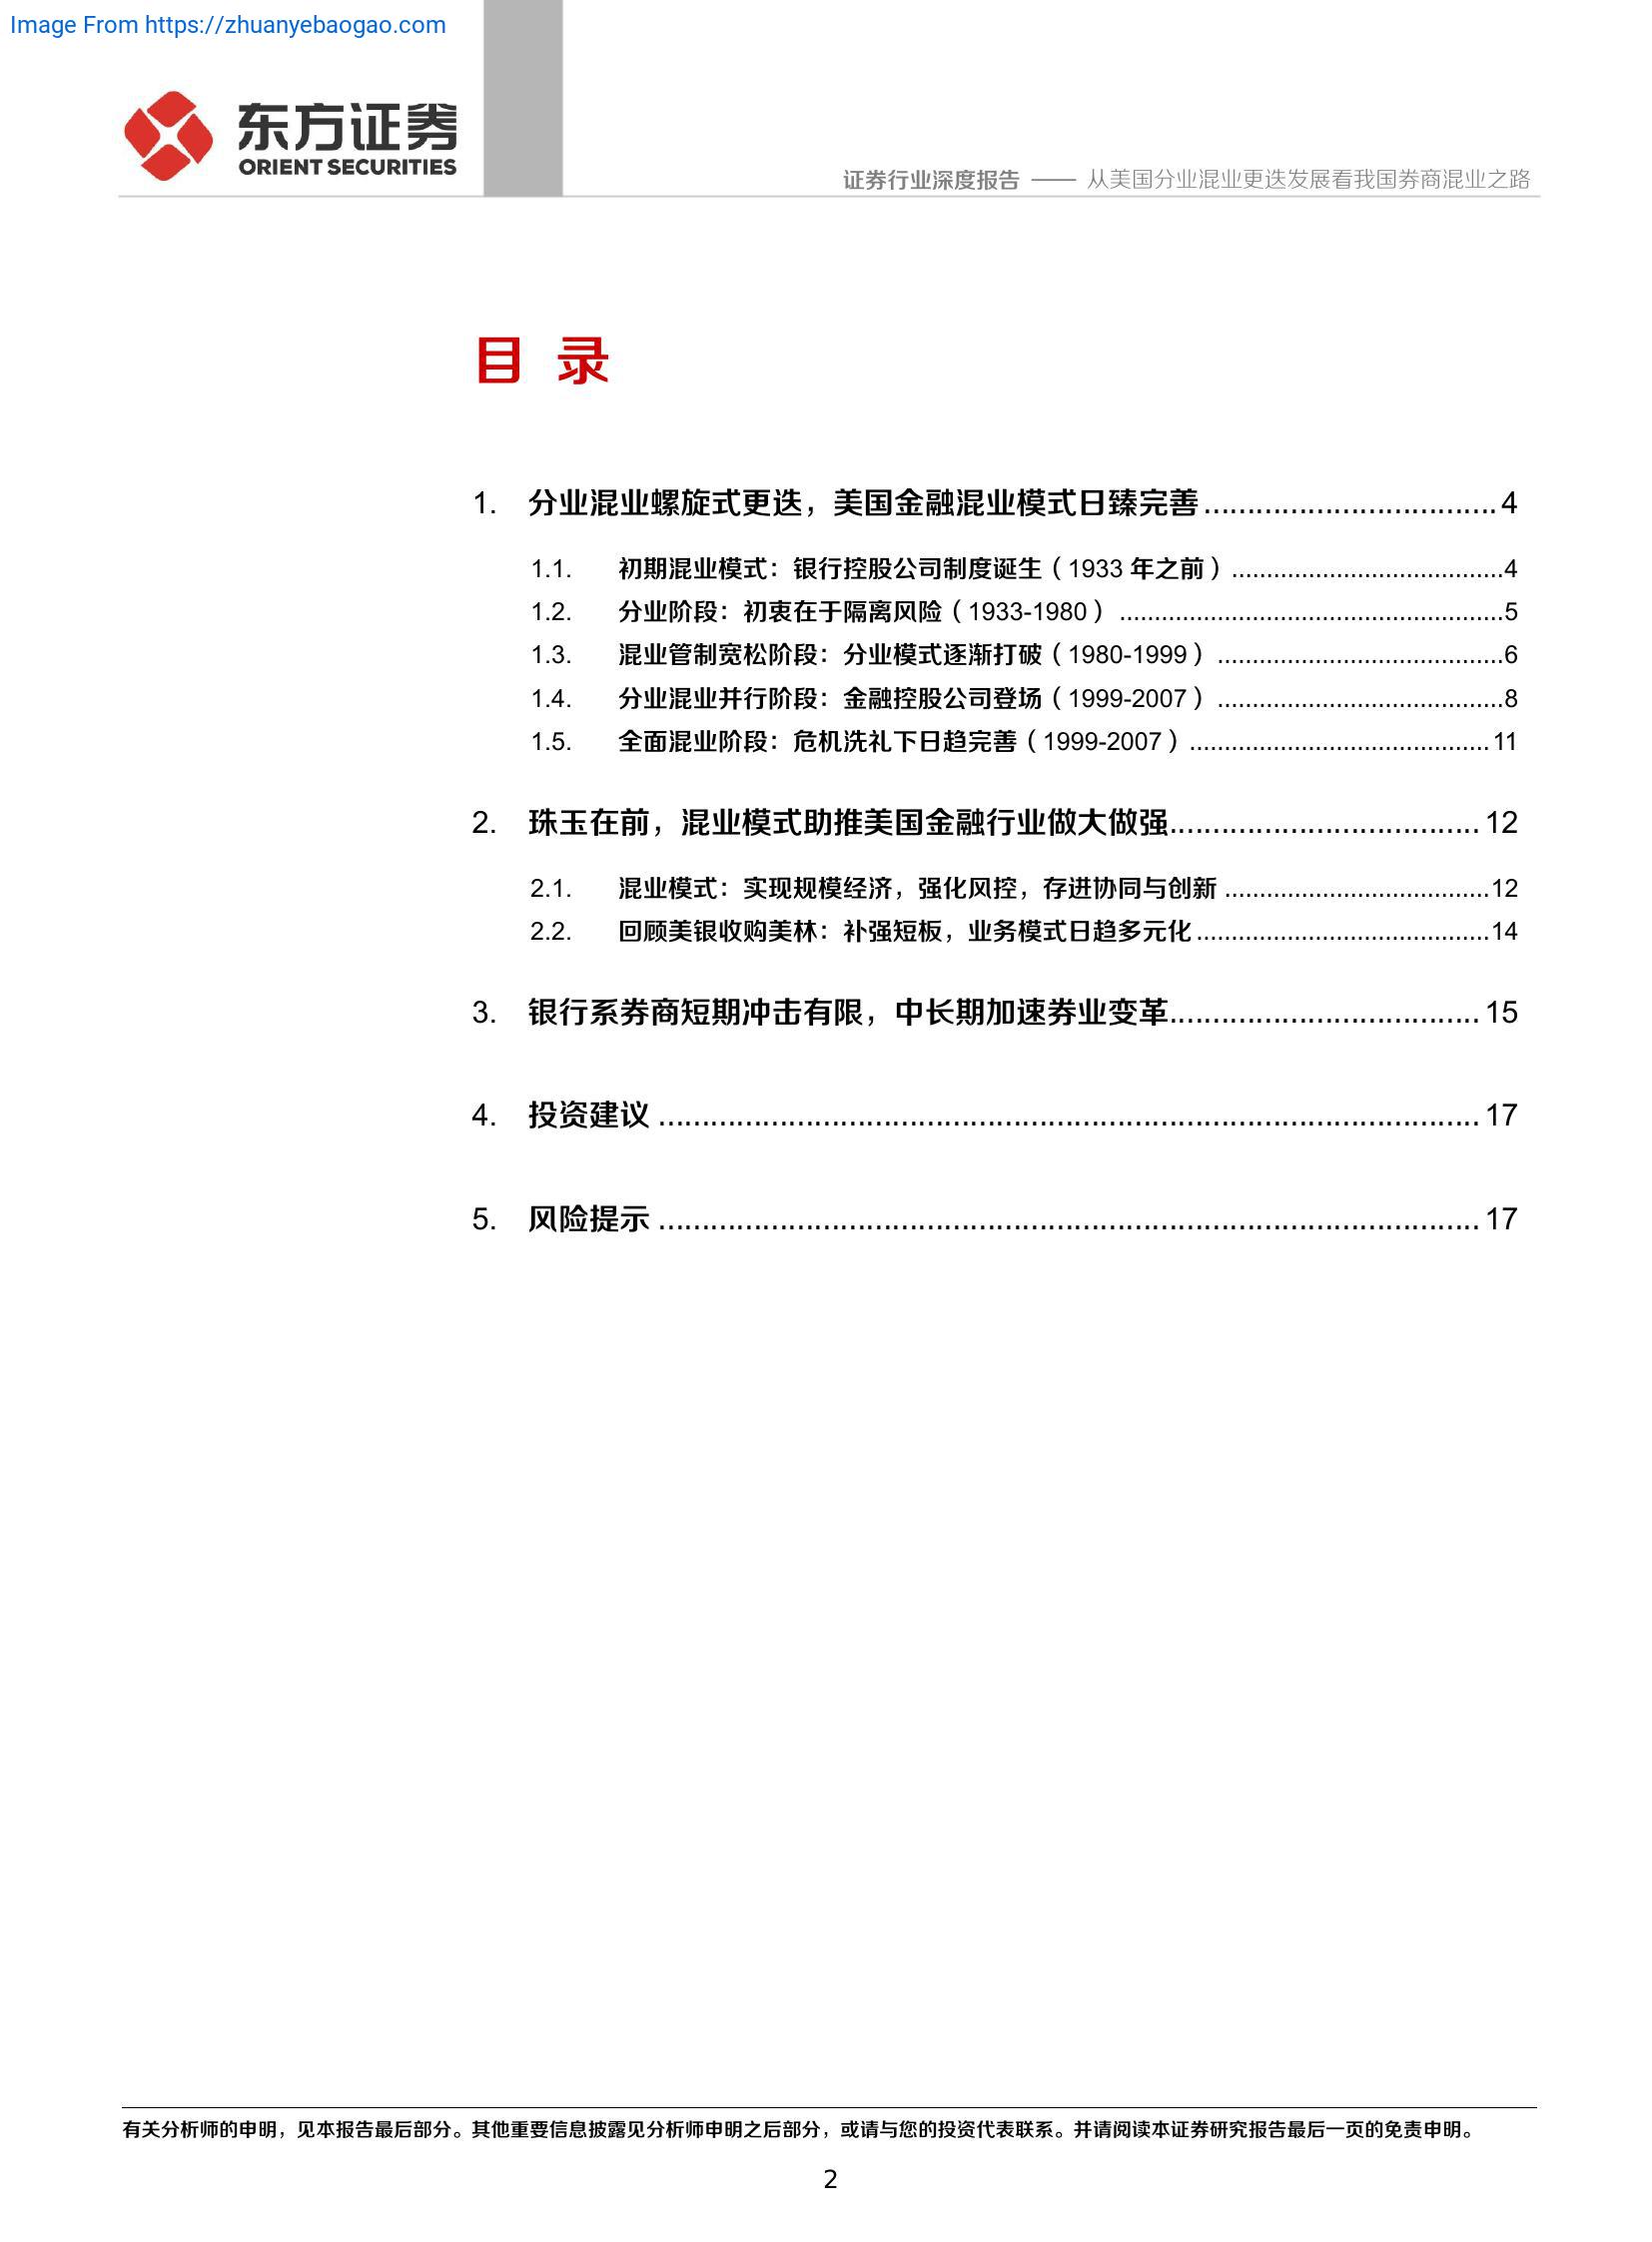 Image From https://zhuanyebaogao.com
东方证券
ORIENT SECURITIES
证券行业深度报告 —— 从美国分业混业更迭发展看我国券商混业之路
目 录
1. 分业混业螺旋式更迭，美国金融混业模式日臻完善.................................. 4
1.1. 初期混业模式：银行控股公司制度诞生（1933 年之前）.......................................4
1.2. 分业阶段：初衷在于隔离风险（1933-1980）.......................................................5
1.3. 混业管制宽松阶段：分业模式逐渐打破（1980-1999）.........................................6
1.4. 分业混业并行阶段：金融控股公司登场（1999-2007）.........................................8
1.5. 全面混业阶段：危机洗礼下日趋完善（1999-2007）...........................................11
2. 珠玉在前，混业模式助推美国金融行业做大做强.................................... 12
2.1. 混业模式：实现规模经济，强化风控，存进协同与创新......................................12
2.2. 回顾美银收购美林：补强短板，业务模式日趋多元化..........................................14
3. 银行系券商短期冲击有限，中长期加速券业变革.................................... 15
4. 投资建议................................................................................................ 17
5. 风险提示................................................................................................ 17
有关分析师的申明，见本报告最后部分。其他重要信息披露见分析师申明之后部分，或请与您的投资代表联系。并请阅读本证券研究报告最后一页的免责申明。
2